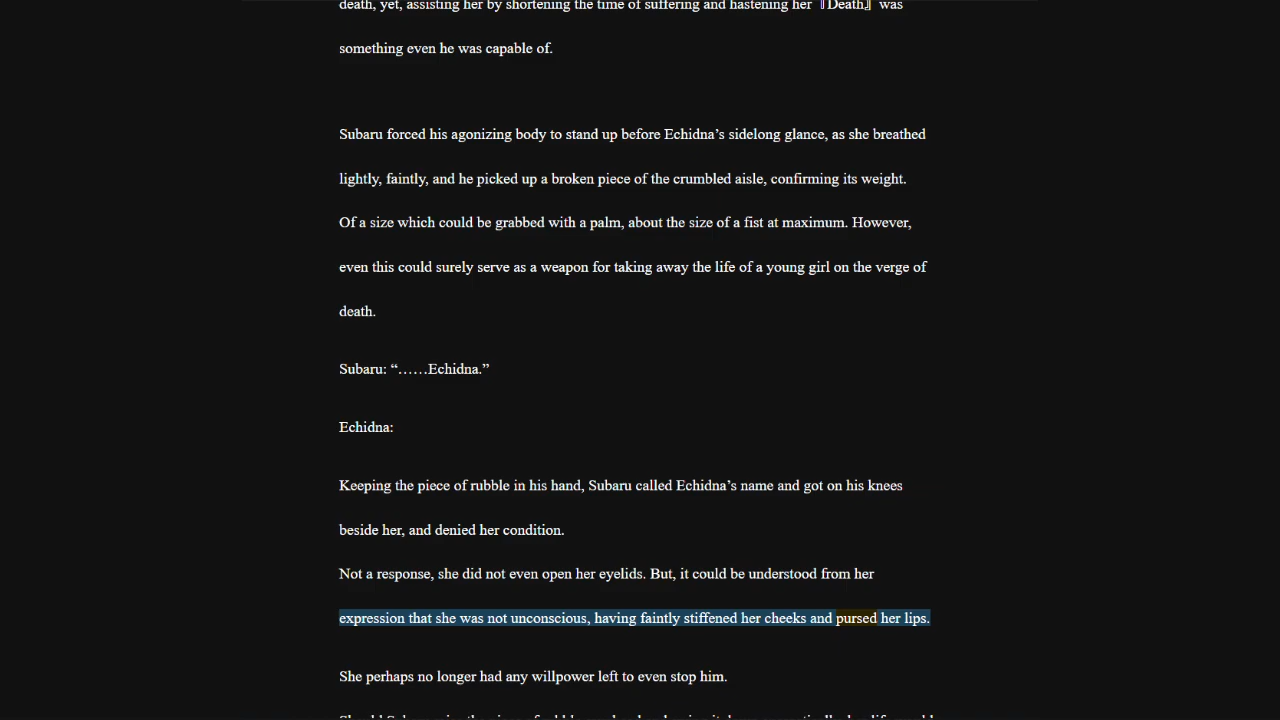 death, yet, assisting her by shortening the time of suffering and hastening her『Death』was
something even he was capable of.
Subaru forced his agonizing body to stand up before Echidna’s sidelong glance, as she breathed
lightly, faintly, and he picked up a broken piece of the crumbled aisle, confirming its weight.
Of a size which could be grabbed with a palm, about the size of a fist at maximum. However,
even this could surely serve as a weapon for taking away the life of a young girl on the verge of
death.
Subaru: “……Echidna.”
Echidna:
Keeping the piece of rubble in his hand, Subaru called Echidna’s name and got on his knees
beside her, and denied her condition.
Not a response, she did not even open her eyelids. But, it could be understood from her
expression that she was not unconscious, having faintly stiffened her cheeks and pursed her lips.
She perhaps no longer had any willpower left to even stop him.